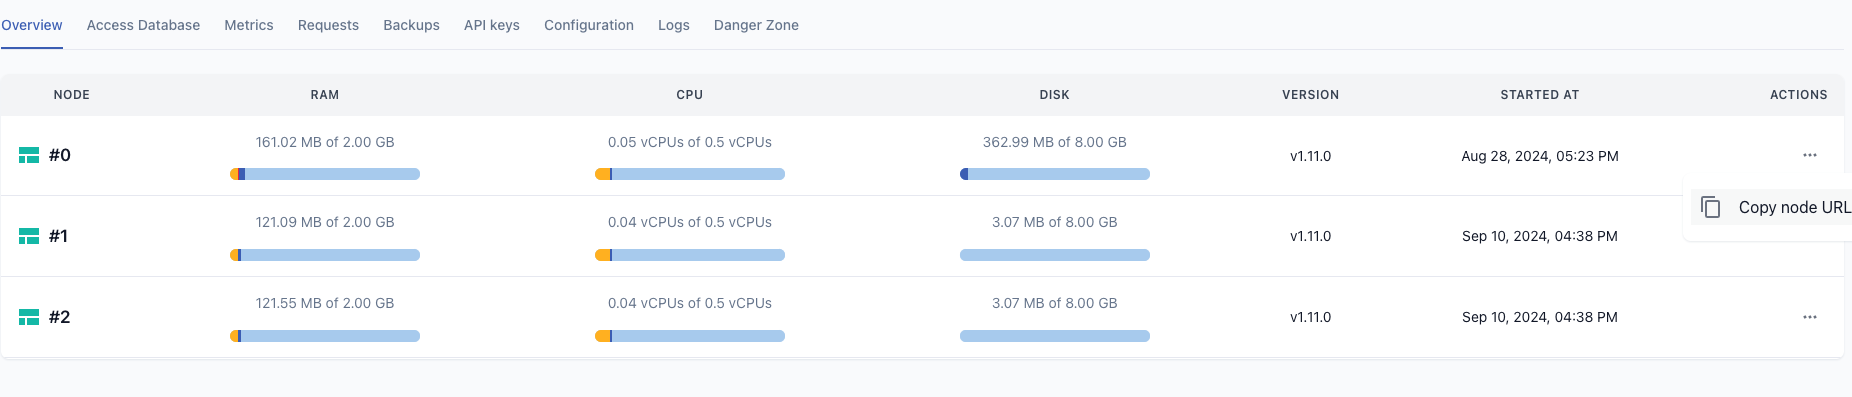 Overview Access Database Metrics Requests Backups API keys Configuration Logs Danger Zone
NODE RAM CPU DISK VERSION STARTED AT ACTIONS
#0 161.02 MB of 2.00 GB 0.05 vCPUs of 0.5 vCPUs 362.99 MB of 8.00 GB v1.11.0 Aug 28, 2024, 05:23 PM ···
Copy node URL
#1 121.09 MB of 2.00 GB 0.04 vCPUs of 0.5 vCPUs 3.07 MB of 8.00 GB v1.11.0 Sep 10, 2024, 04:38 PM
#2 121.55 MB of 2.00 GB 0.04 vCPUs of 0.5 vCPUs 3.07 MB of 8.00 GB v1.11.0 Sep 10, 2024, 04:38 PM ···